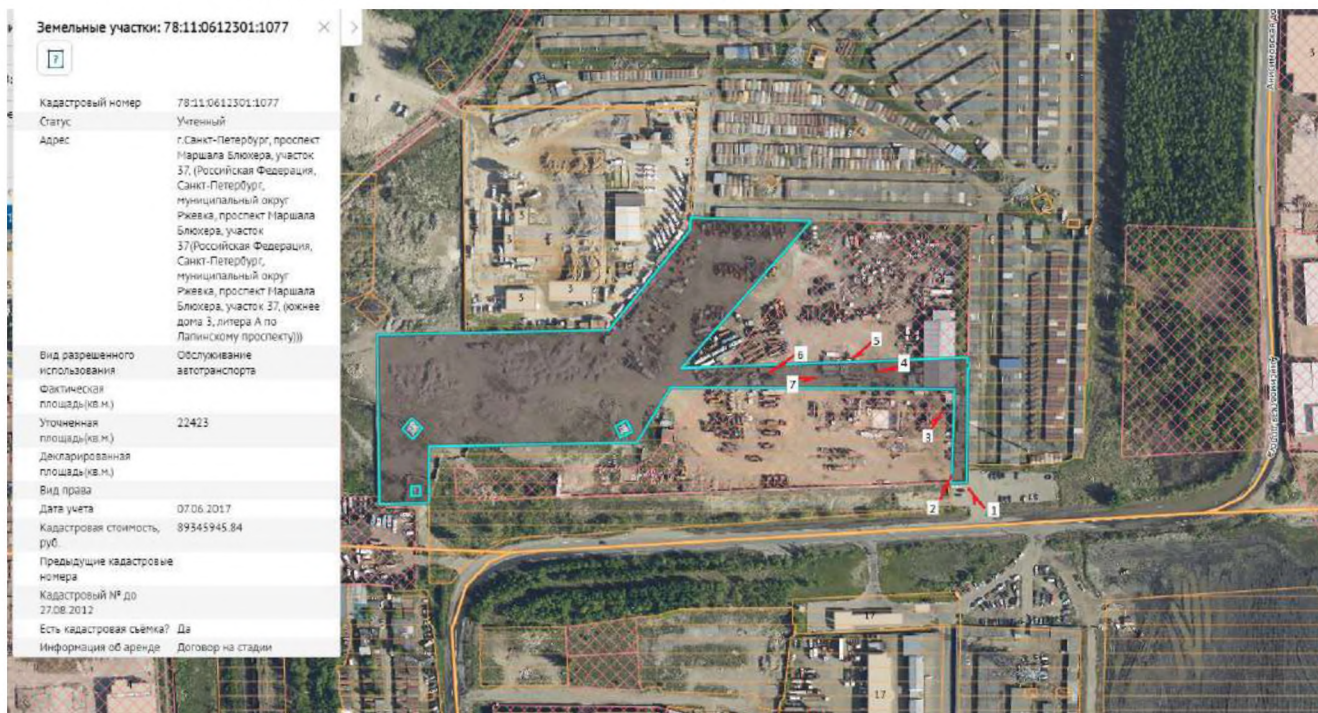 Земельные участки: 78:11:0612301:1077
Кадастровый номер 78:11:0612301:1077
Статус Учтенный
Адрес г.Санкт-Петербург, проспект
Маршала Блюхера, участок
37, (Российская Федерация,
Санкт-Петербург,
муниципальный округ
Ржевка, проспект Маршала
Блюхера, участок
37(Российская Федерация,
Санкт-Петербург,
муниципальный округ
Ржевка, проспект Маршала
Блюхера, участок 37, (южнее
дома 3, литера А по
Лапинскому проспекту)))
Вид разрешенного Обслуживание
использования автотранспорта
Фактическая
площадь(кв.м.)
Уточненная 22423
площадь(кв.м.)
Декларированная
площадь(кв.м.)
Вид права
Дата учета 07.06.2017
Кадастровая стоимость, 89345945.84
руб.
Предыдущие кадастровые
номера
Кадастровый № до
27.08.2012
Есть кадастровая съёмка? Да
Информация об аренде Договор на стадии
3
3
3
3
3
6
5
4
7
3
2
1
17
17